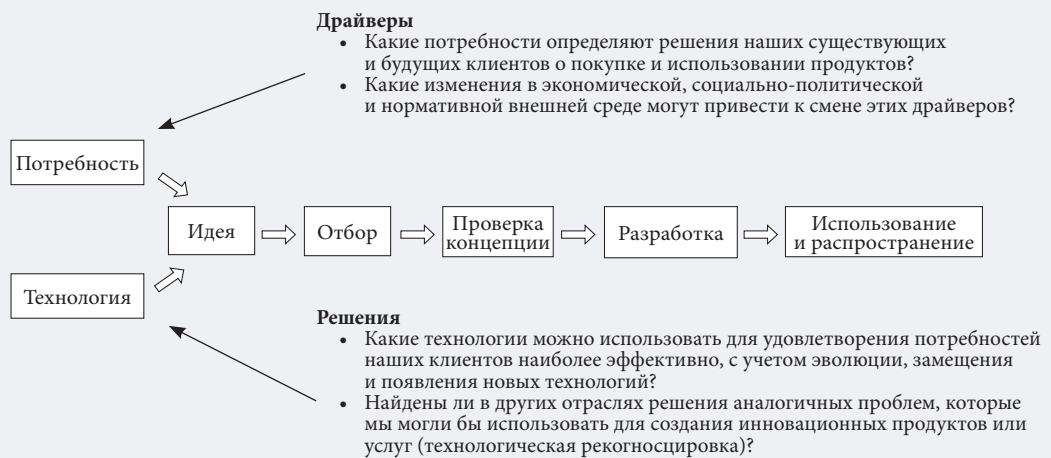 Драйверы
• Какие потребности определяют решения наших существующих
и будущих клиентов о покупке и использовании продуктов?
• Какие изменения в экономической, социально-политической
и нормативной внешней среде могут привести к смене этих драйверов?
Потребность
Идея
Отбор
Проверка
концепции
Разработка
Использование
и распространение
Технология
Решения
• Какие технологии можно использовать для удовлетворения потребностей
наших клиентов наиболее эффективно, с учетом эволюции, замещения
и появления новых технологий?
• Найдены ли в других отраслях решения аналогичных проблем, которые
мы могли бы использовать для создания инновационных продуктов или
услуг (технологическая рекогносцировка)?